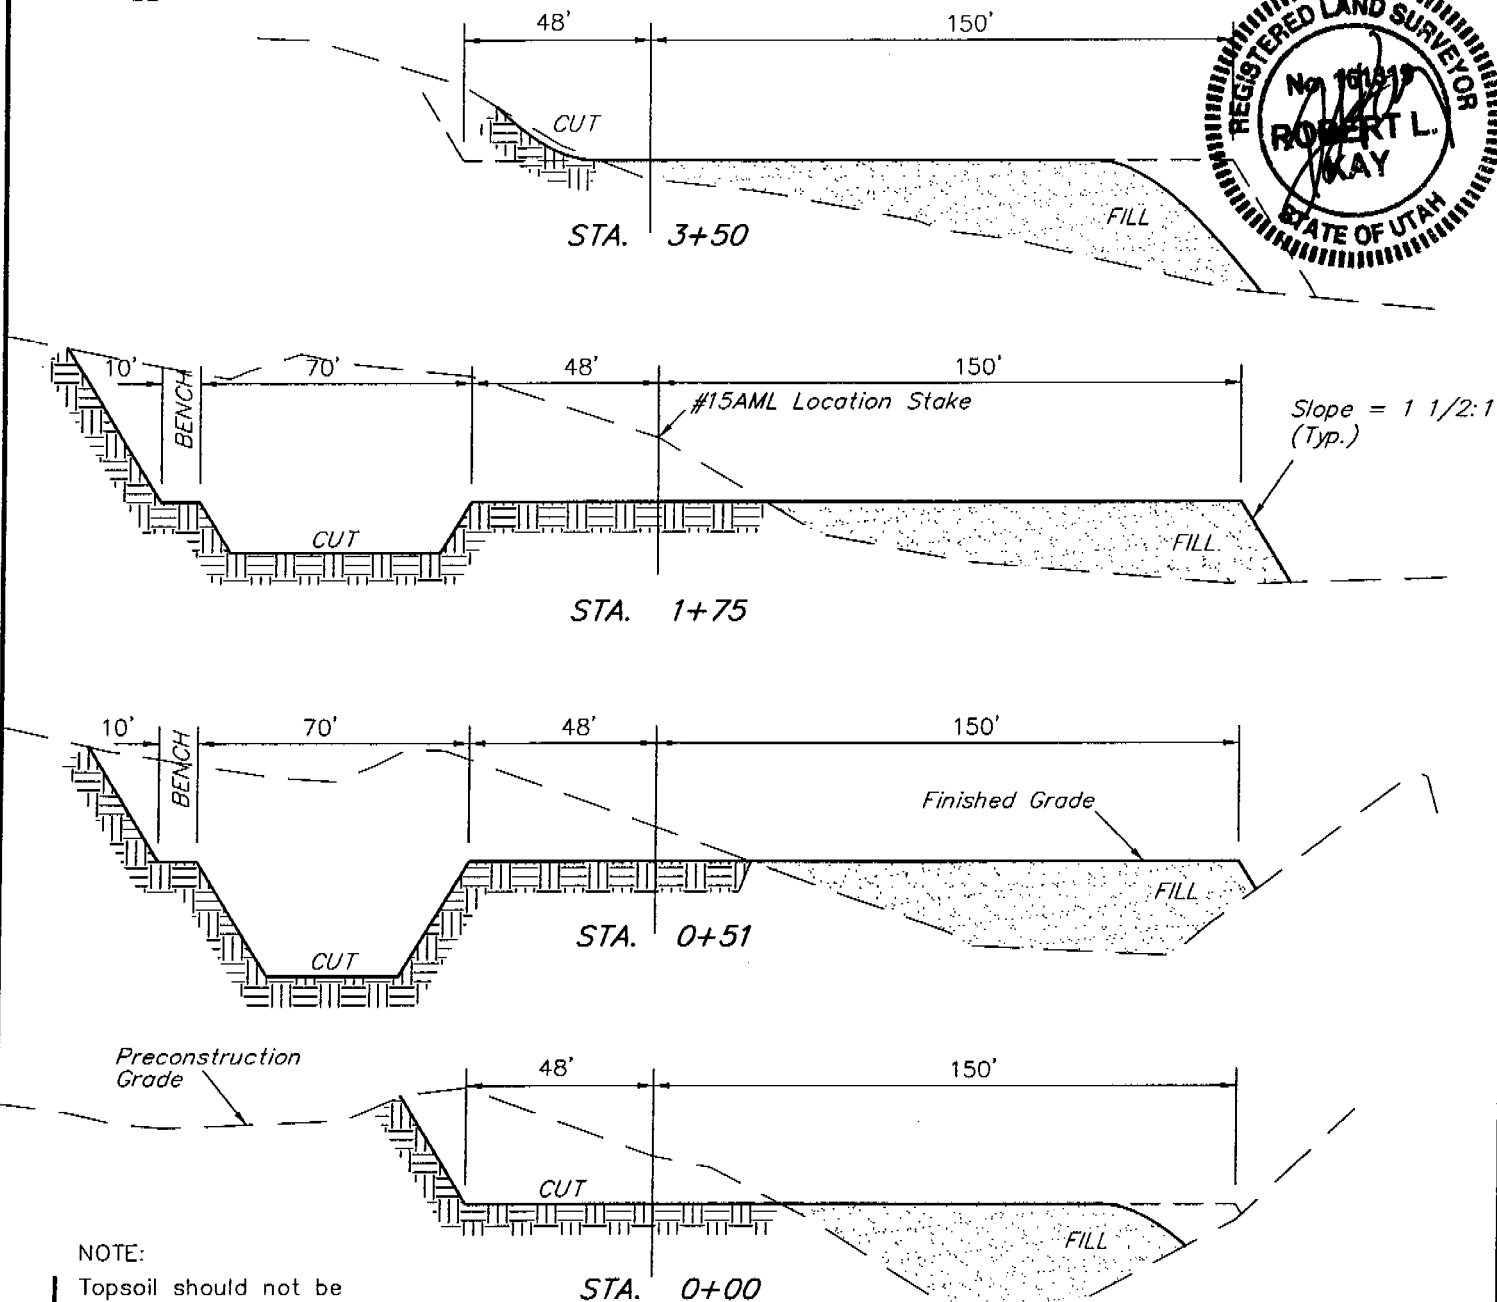 48' 150'
CUT
FILL
STA. 3+50
REGISTERED LAND SURVEYOR
No.
ROBERT L.
KAY
STATE OF UTAH
10' BENCH 70' 48' 150'
#15AML Location Stake
Slope = 1 1/2:1
(Typ.)
CUT
FILL
STA. 1+75
10' BENCH 70' 48' 150'
Finished Grade
FILL
CUT
STA. 0+51
Preconstruction
Grade
48' 150'
CUT
FILL
STA. 0+00
NOTE:
Topsoil should not be